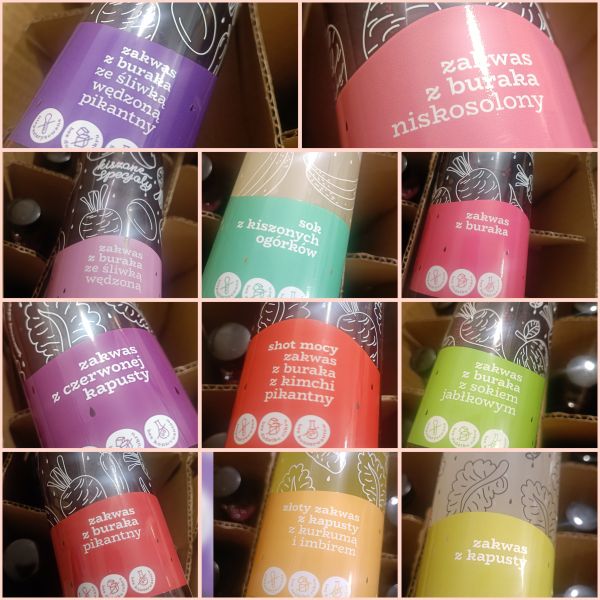 zakwas
z buraka
ze śliwką
wędzoną
pikantny
zakwas
z buraka
niskosolony
kiszone
specjały
zakwas
z buraka
ze śliwką
wędzoną
sok
z kiszonych
ogórków
zakwas
z buraka
zakwas
z czerwonej
kapusty
shot mocy
zakwas
z buraka
z kimchi
pikantny
zakwas
z buraka
z sokiem
jabłkowym
zakwas
z buraka
pikantny
złoty zakwas
z kapusty
z kurkumą
i imbirem
zakwas
z kapusty